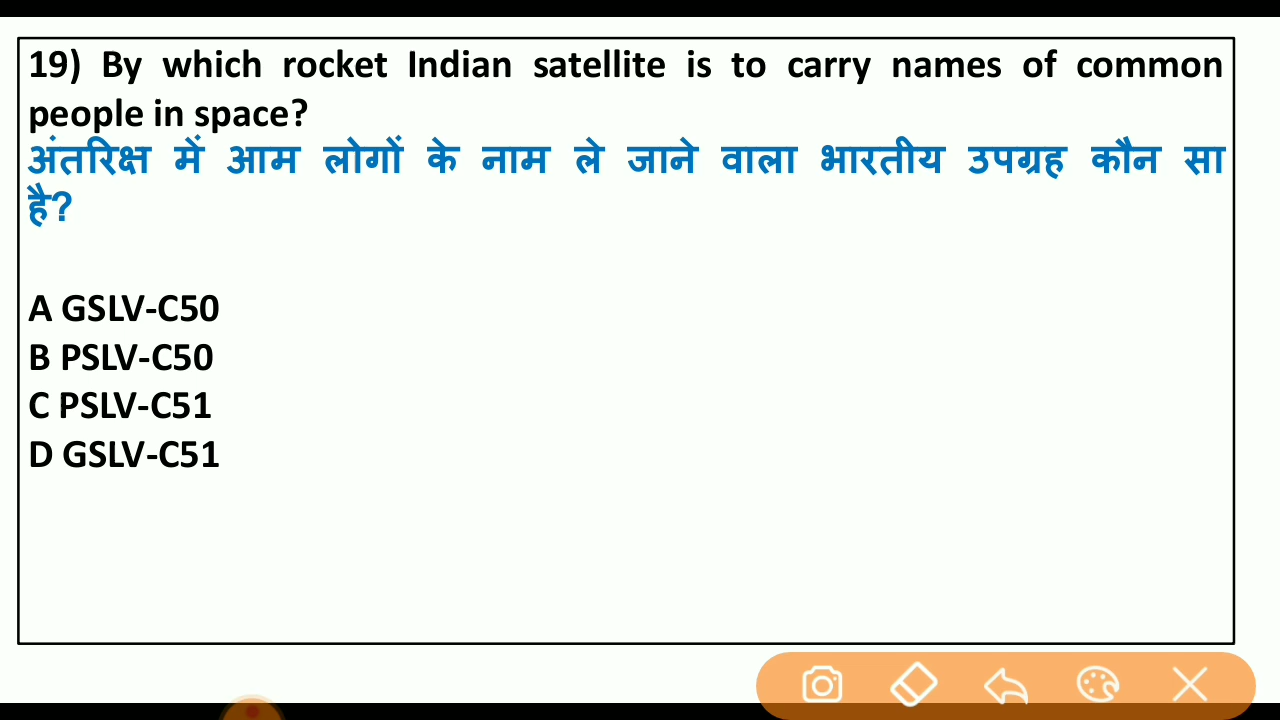 19) By which rocket Indian satellite is to carry names of common
people in space?
अंतरिक्ष में आम लोगों के नाम ले जाने वाला भारतीय उपग्रह कौन सा
है?
A GSLV-C50
B PSLV-C50
C PSLV-C51
D GSLV-C51